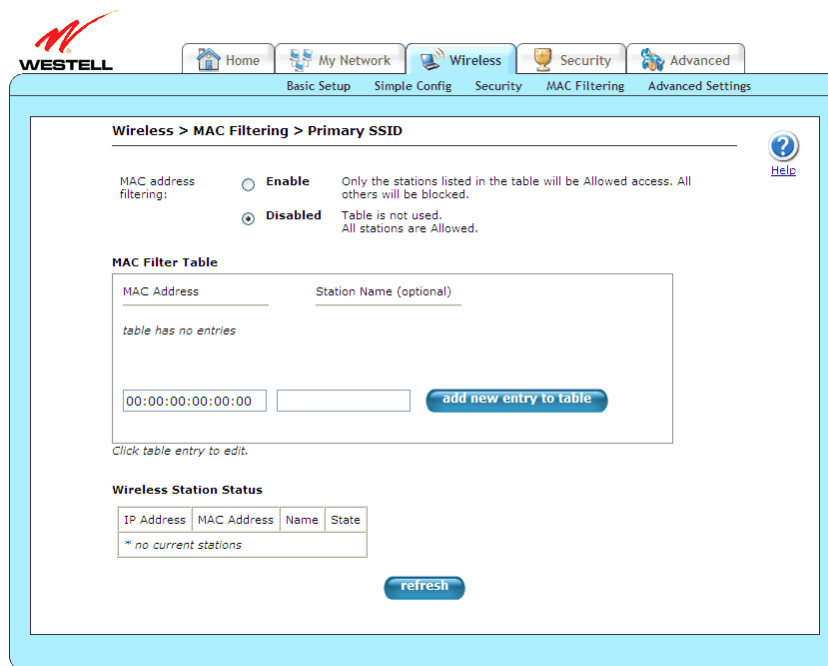 WESTELL
Home My Network Wireless Security Advanced
Basic Setup Simple Config Security MAC Filtering Advanced Settings
Wireless > MAC Filtering > Primary SSID
Help
MAC address
filtering:
Enable Only the stations listed in the table will be Allowed access. All
others will be blocked.
Disabled Table is not used.
All stations are Allowed.
MAC Filter Table
MAC Address Station Name (optional)
table has no entries
00:00:00:00:00:00 add new entry to table
Click table entry to edit.
Wireless Station Status
IP Address MAC Address Name State
* no current stations
refresh